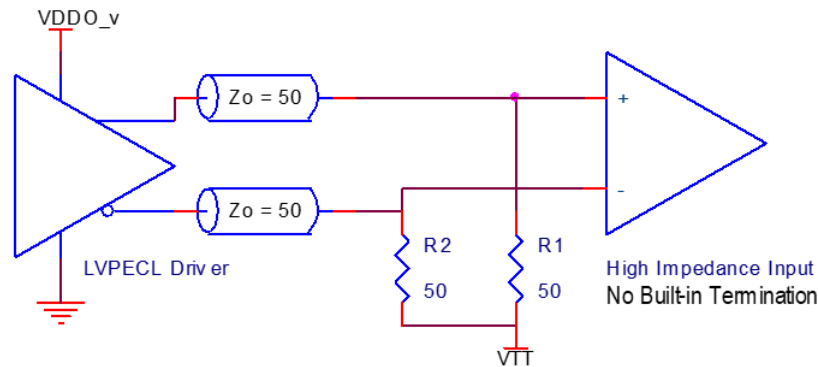 VDDO_v
Zo = 50
+
Zo = 50
-
LVPECL Driver
R2
50
R1
50
High Impedance Input
No Built-in Termination
VTT